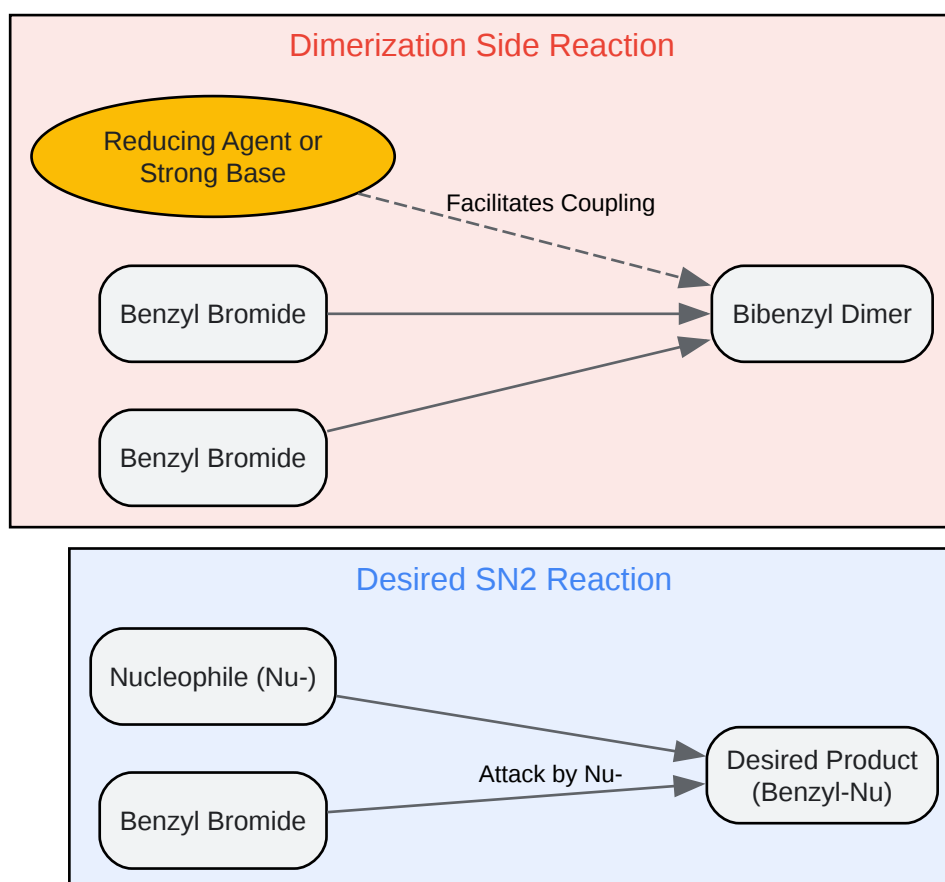 Dimerization Side Reaction
Reducing Agent or
Strong Base
Facilitates Coupling
Benzyl Bromide
Bibenzyl Dimer
Benzyl Bromide
Desired SN2 Reaction
Nucleophile (Nu-)
Attack by Nu-
Desired Product
(Benzyl-Nu)
Benzyl Bromide